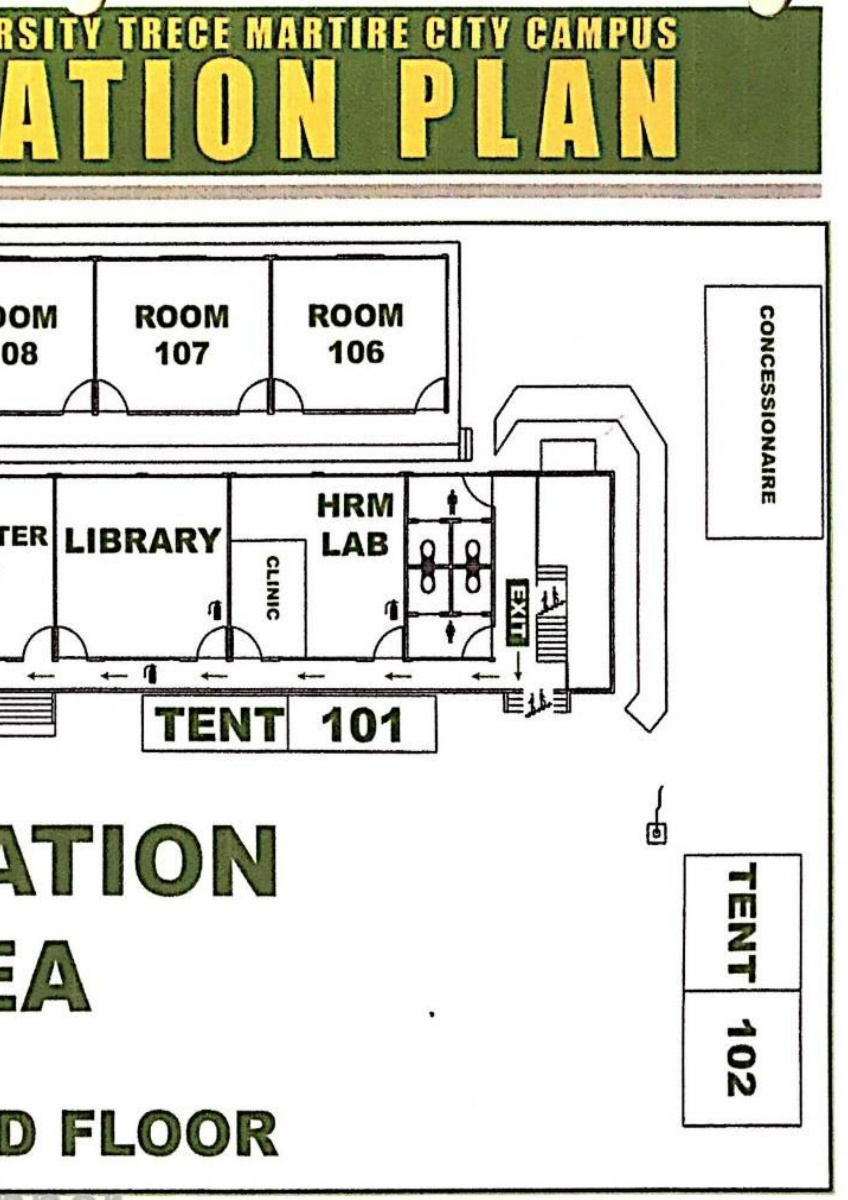 RSITY TRECE MARTIRE CITY CAMPUS
ATION PLAN
OOM
08
ROOM
107
ROOM
106
CONCESSIONAIRE
TER
LIBRARY
HRM
LAB
CLINIC
EXIT
TENT 101
ATION
EA
TENT 102
D FLOOR